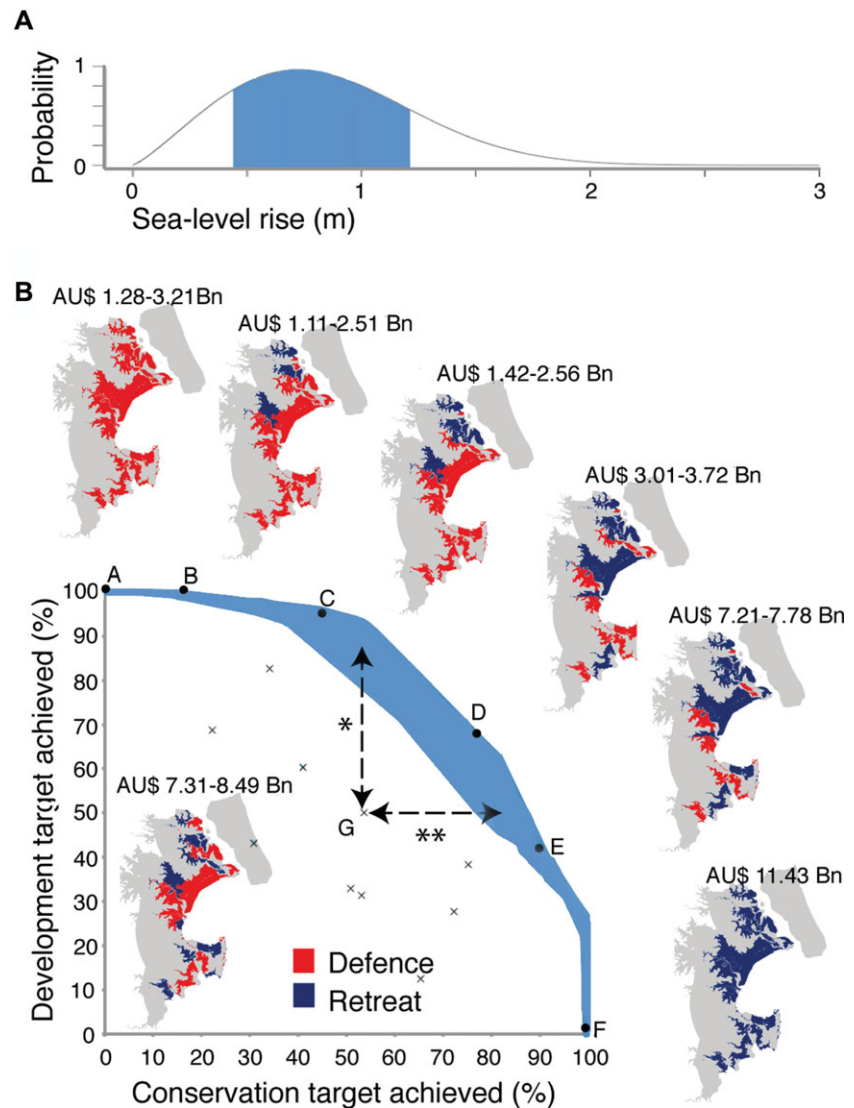 A
Probability
1
0
0 1 2 3
Sea-level rise (m)
B
AU$ 1.28-3.21Bn
AU$ 1.11-2.51 Bn
AU$ 1.42-2.56 Bn
AU$ 3.01-3.72 Bn
AU$ 7.21-7.78 Bn
AU$ 11.43 Bn
AU$ 7.31-8.49 Bn
Development target achieved (%)
100
90
80
70
60
50
40
30
20
10
0
A
B
C
D
E
F
G
*
**
Defence
Retreat
0 10 20 30 40 50 60 70 80 90 100
Conservation target achieved (%)